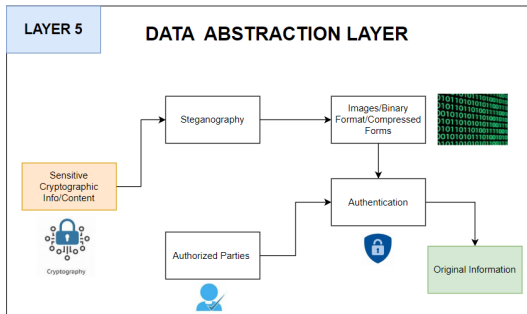 LAYER 5
DATA ABSTRACTION LAYER
Steganography
Images/Binary
Format/Compressed
Forms
Sensitive
Cryptographic
Info/Content
Cryptography
Authorized Parties
Authentication
Original Information